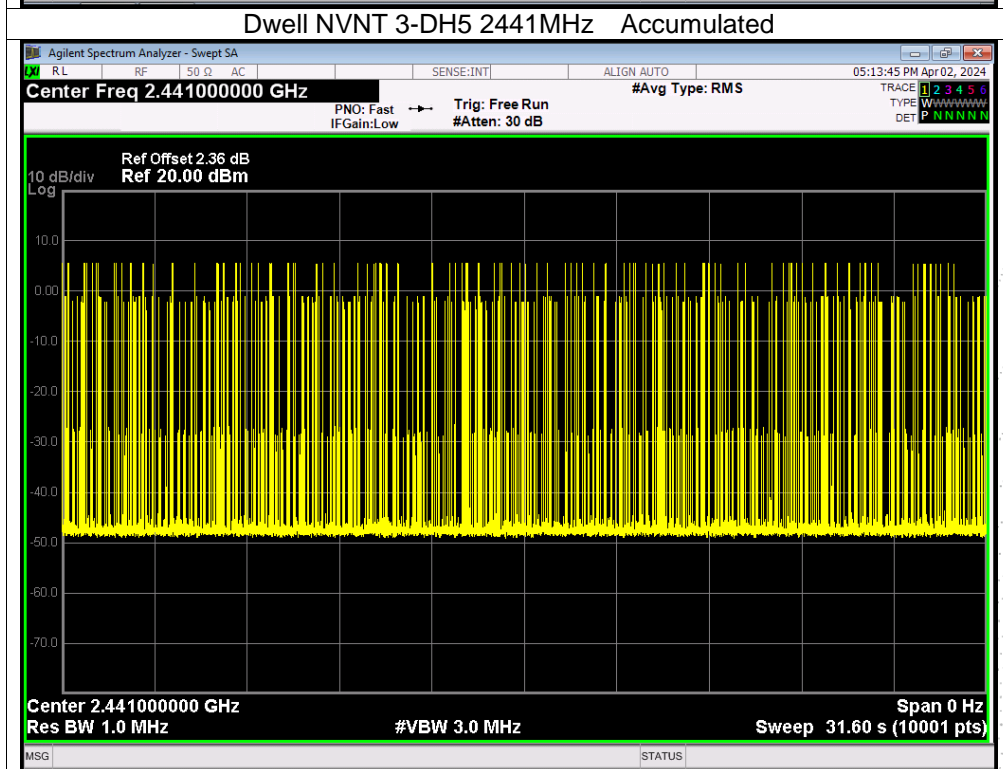 Dwell NVNT 3-DH5 2441MHz Accumulated
Agilent Spectrum Analyzer - Swept SA
LXI RL RF 50 Ω AC SENSE:INT ALIGN AUTO 05:13:45 PM Apr 02, 2024
Center Freq 2.441000000 GHz #Avg Type: RMS TRACE 1 2 3 4 5 6
PNO: Fast Trig: Free Run TYPE WWWWWW
IFGain:Low #Atten: 30 dB DET P N N N N N
Ref Offset 2.36 dB
10 dB/div Ref 20.00 dBm
Log
10.0
0.00
-10.0
-20.0
-30.0
-40.0
-50.0
-60.0
-70.0
Center 2.441000000 GHz Span 0 Hz
Res BW 1.0 MHz #VBW 3.0 MHz Sweep 31.60 s (10001 pts)
MSG STATUS